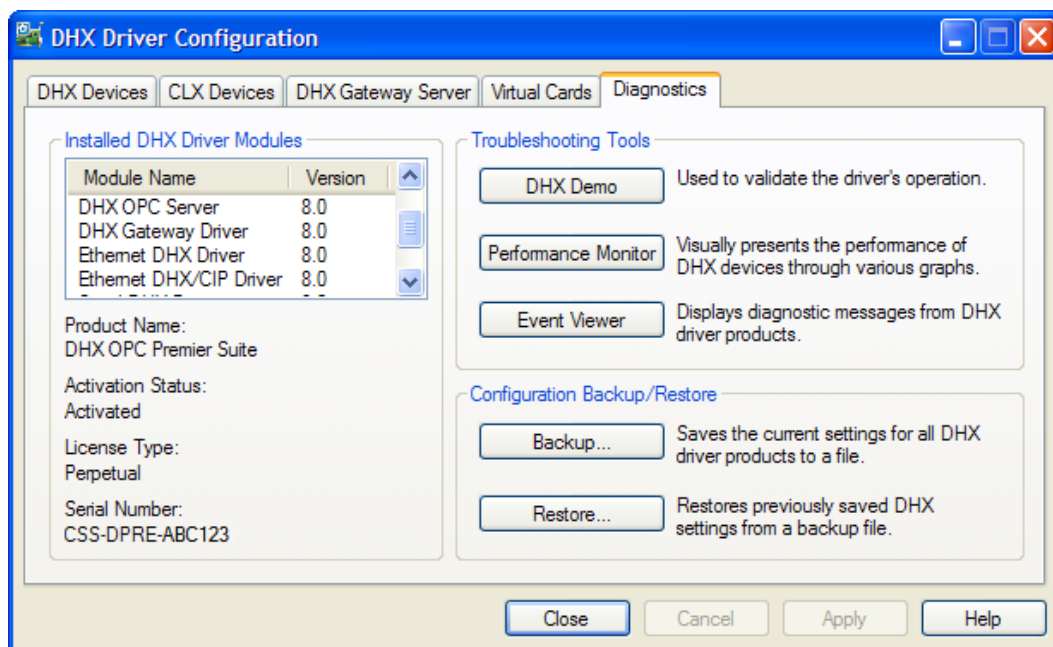 DHX Driver Configuration
DHX Devices
CLX Devices
DHX Gateway Server
Virtual Cards
Diagnostics
Installed DHX Driver Modules
Module Name Version
DHX OPC Server 8.0
DHX Gateway Driver 8.0
Ethernet DHX Driver 8.0
Ethernet DHX/CIP Driver 8.0
Product Name:
DHX OPC Premier Suite
Activation Status:
Activated
License Type:
Perpetual
Serial Number:
CSS-DPRE-ABC123
Troubleshooting Tools
DHX Demo
Used to validate the driver's operation.
Performance Monitor
Visually presents the performance of
DHX devices through various graphs.
Event Viewer
Displays diagnostic messages from DHX
driver products.
Configuration Backup/Restore
Backup...
Saves the current settings for all DHX
driver products to a file.
Restore...
Restores previously saved DHX
settings from a backup file.
Close
Cancel
Apply
Help